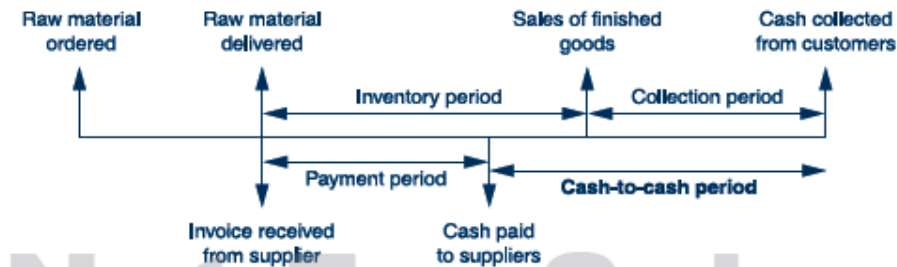 Raw material
ordered
Raw material
delivered
Sales of finished
goods
Cash collected
from customers
Inventory period
Collection period
Payment period
Cash-to-cash period
Invoice received
from supplier
Cash paid
to suppliers